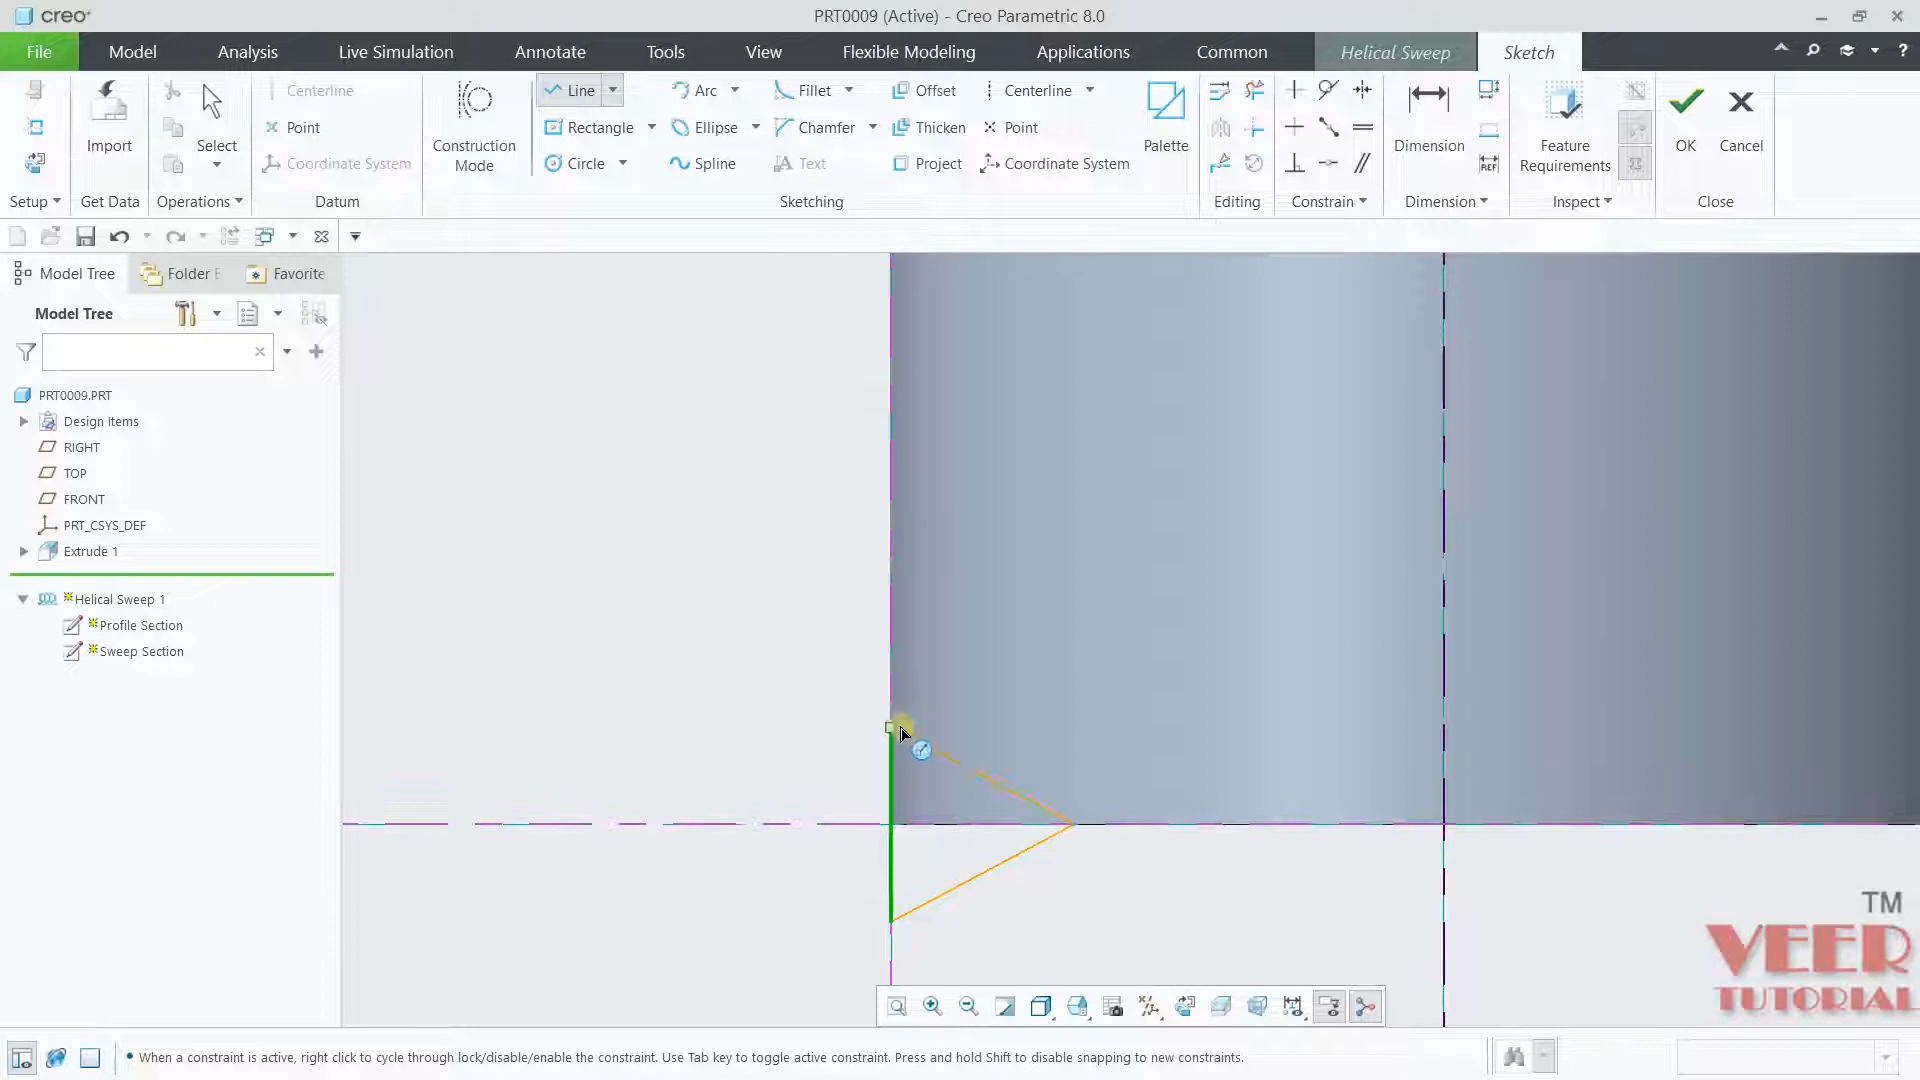 creo+
PRT0009 (Active) - Creo Parametric 8.0
File
Model
Analysis
Live Simulation
Annotate
Tools
View
Flexible Modeling
Applications
Common
Helical Sweep
Sketch
Import
Select
Centerline
Point
Coordinate System
Construction
Mode
Line
Rectangle
Circle
Arc
Ellipse
Spline
Fillet
Chamfer
Text
Offset
Thicken
Project
Centerline
Point
Coordinate System
Palette
Dimension
REF
Feature
Requirements
OK
Cancel
Setup
Get Data
Operations
Datum
Sketching
Editing
Constrain
Dimension
Inspect
Close
Model Tree
Folder
Favorite
Model Tree
PRT0009.PRT
Design Items
RIGHT
TOP
FRONT
PRT_CSYS_DEF
Extrude 1
Helical Sweep 1
Profile Section
Sweep Section
TM
VEER
TUTORIAL
When a constraint is active, right click to cycle through lock/disable/enable the constraint. Use Tab key to toggle active constraint. Press and hold Shift to disable snapping to new constraints.